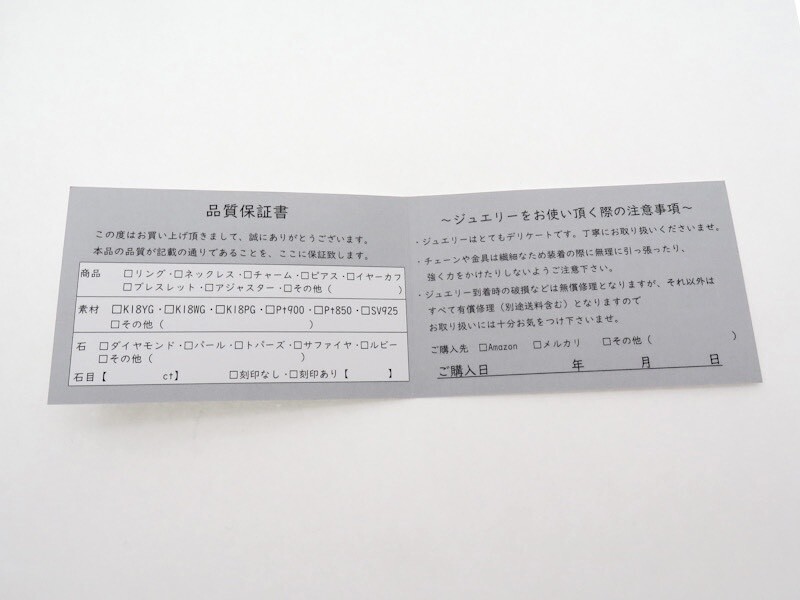 品質保証書
この度はお買い上げ頂きまして、誠にありがとうございます。
本品の品質が記載の通りであることを、ここに保証致します。
商品 □リング・□ネックレス・□チャーム・□ピアス・□イヤーカフ
□ブレスレット・□アジャスター・□その他（ ）
素材 □K18YG・□K18WG・□K18PG・□Pt900・□Pt850・□SV925
□その他（ ）
石 □ダイヤモンド・□パール・□トパーズ・□サファイヤ・□ルビー
□その他（ ）
石目【 ct】 □刻印なし・□刻印あり【 】
～ジュエリーをお使い頂く際の注意事項～
・ジュエリーはとてもデリケートです。丁寧にお取り扱いくださいませ。
・チェーンや金具は繊細なため装着の際に無理に引っ張ったり、
強く力をかけたりしないようご注意下さい。
・ジュエリー到着時の破損などは無償修理となりますが、それ以外は
すべて有償修理（別途送料含む）となりますので
お取り扱いには十分お気をつけ下さいませ。
ご購入先 □Amazon □メルカリ □その他（ ）
ご購入日 年 月 日